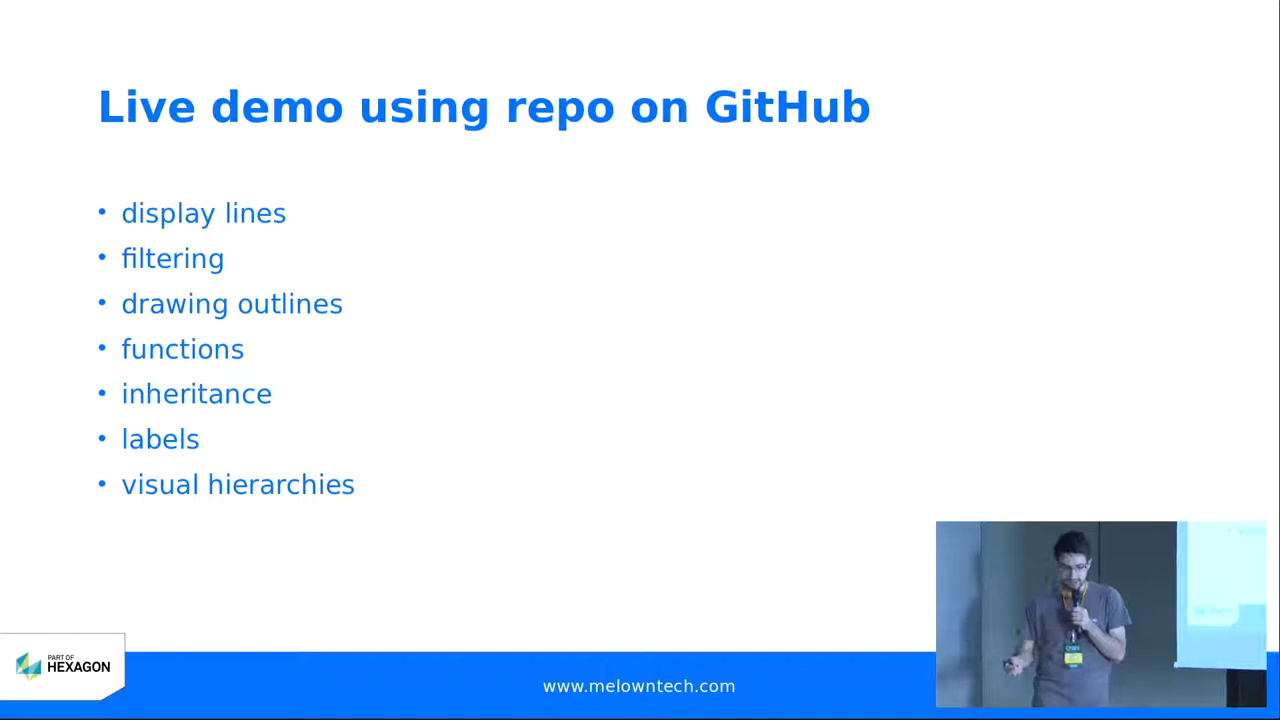 Live demo using repo on GitHub
• display lines
• filtering
• drawing outlines
• functions
• inheritance
• labels
• visual hierarchies
PART OF
HEXAGON
www.melowntech.com